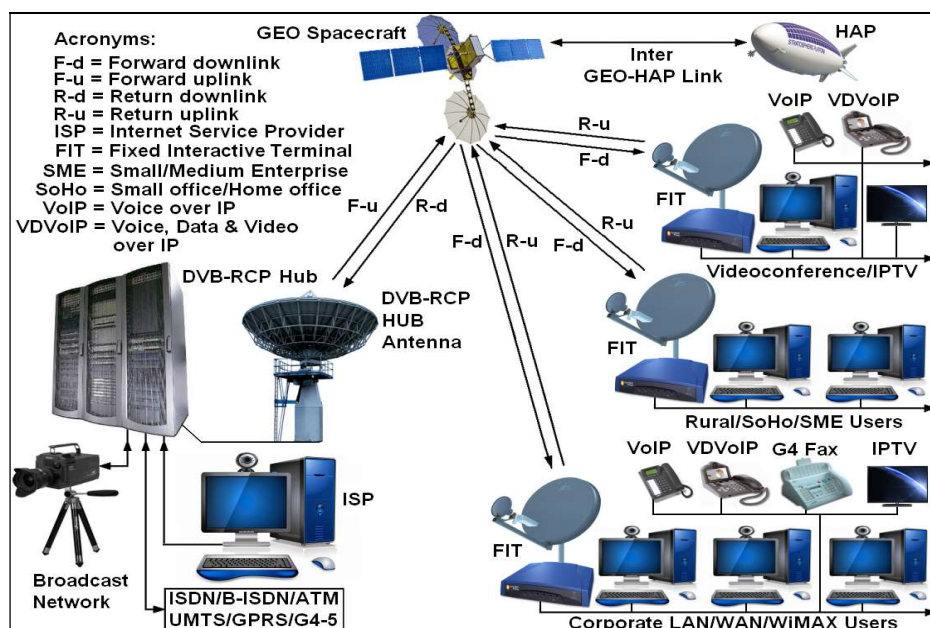 Acronyms:
F-d = Forward downlink
F-u = Forward uplink
R-d = Return downlink
R-u = Return uplink
ISP = Internet Service Provider
FIT = Fixed Interactive Terminal
SME = Small/Medium Enterprise
SoHo = Small office/Home office
VoIP = Voice over IP
VDVoIP = Voice, Data & Video
over IP
GEO Spacecraft
Inter
GEO-HAP Link
HAP
VoIP VDVoIP
R-u
F-d
FIT
Videoconference/IPTV
F-u
R-d
F-d
R-u
F-d
R-u
DVB-RCP Hub
DVB-RCP
HUB
Antenna
FIT
Rural/SoHo/SME Users
VoIP VDVoIP G4 Fax IPTV
ISP
FIT
Broadcast
Network
ISDN/B-ISDN/ATM
UMTS/GPRS/G4-5
Corporate LAN/WAN/WiMAX Users